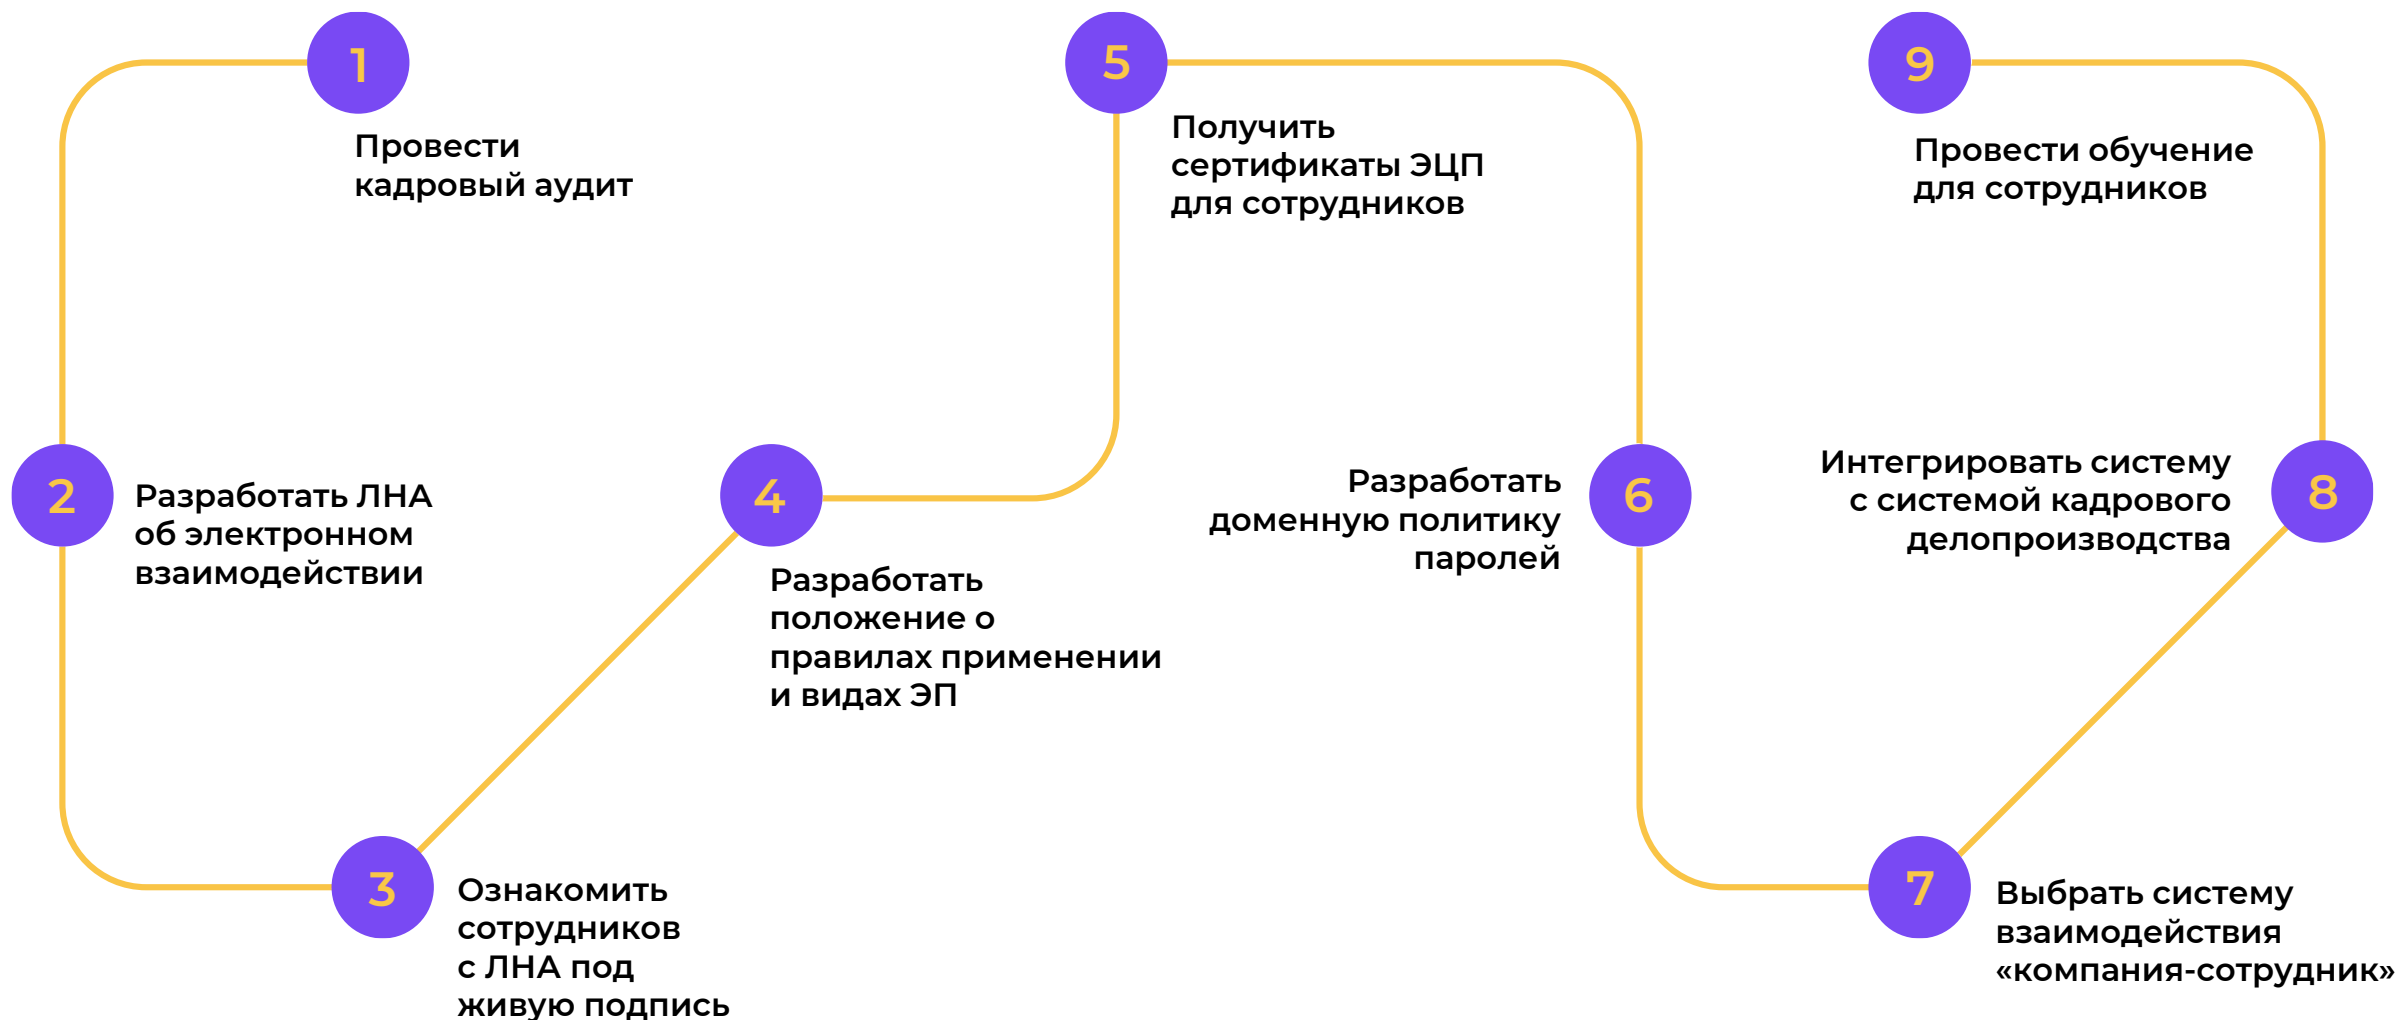 1
Провести
кадровый аудит
2
Разработать ЛНА
об электронном
взаимодействии
3
Ознакомить
сотрудников
с ЛНА под
живую подпись
4
Разработать
положение о
правилах применении
и видах ЭП
5
Получить
сертификаты ЭЦП
для сотрудников
6
Разработать
доменную политику
паролей
7
Выбрать систему
взаимодействия
«компания-сотрудник»
8
Интегрировать систему
с системой кадрового
делопроизводства
9
Провести обучение
для сотрудников